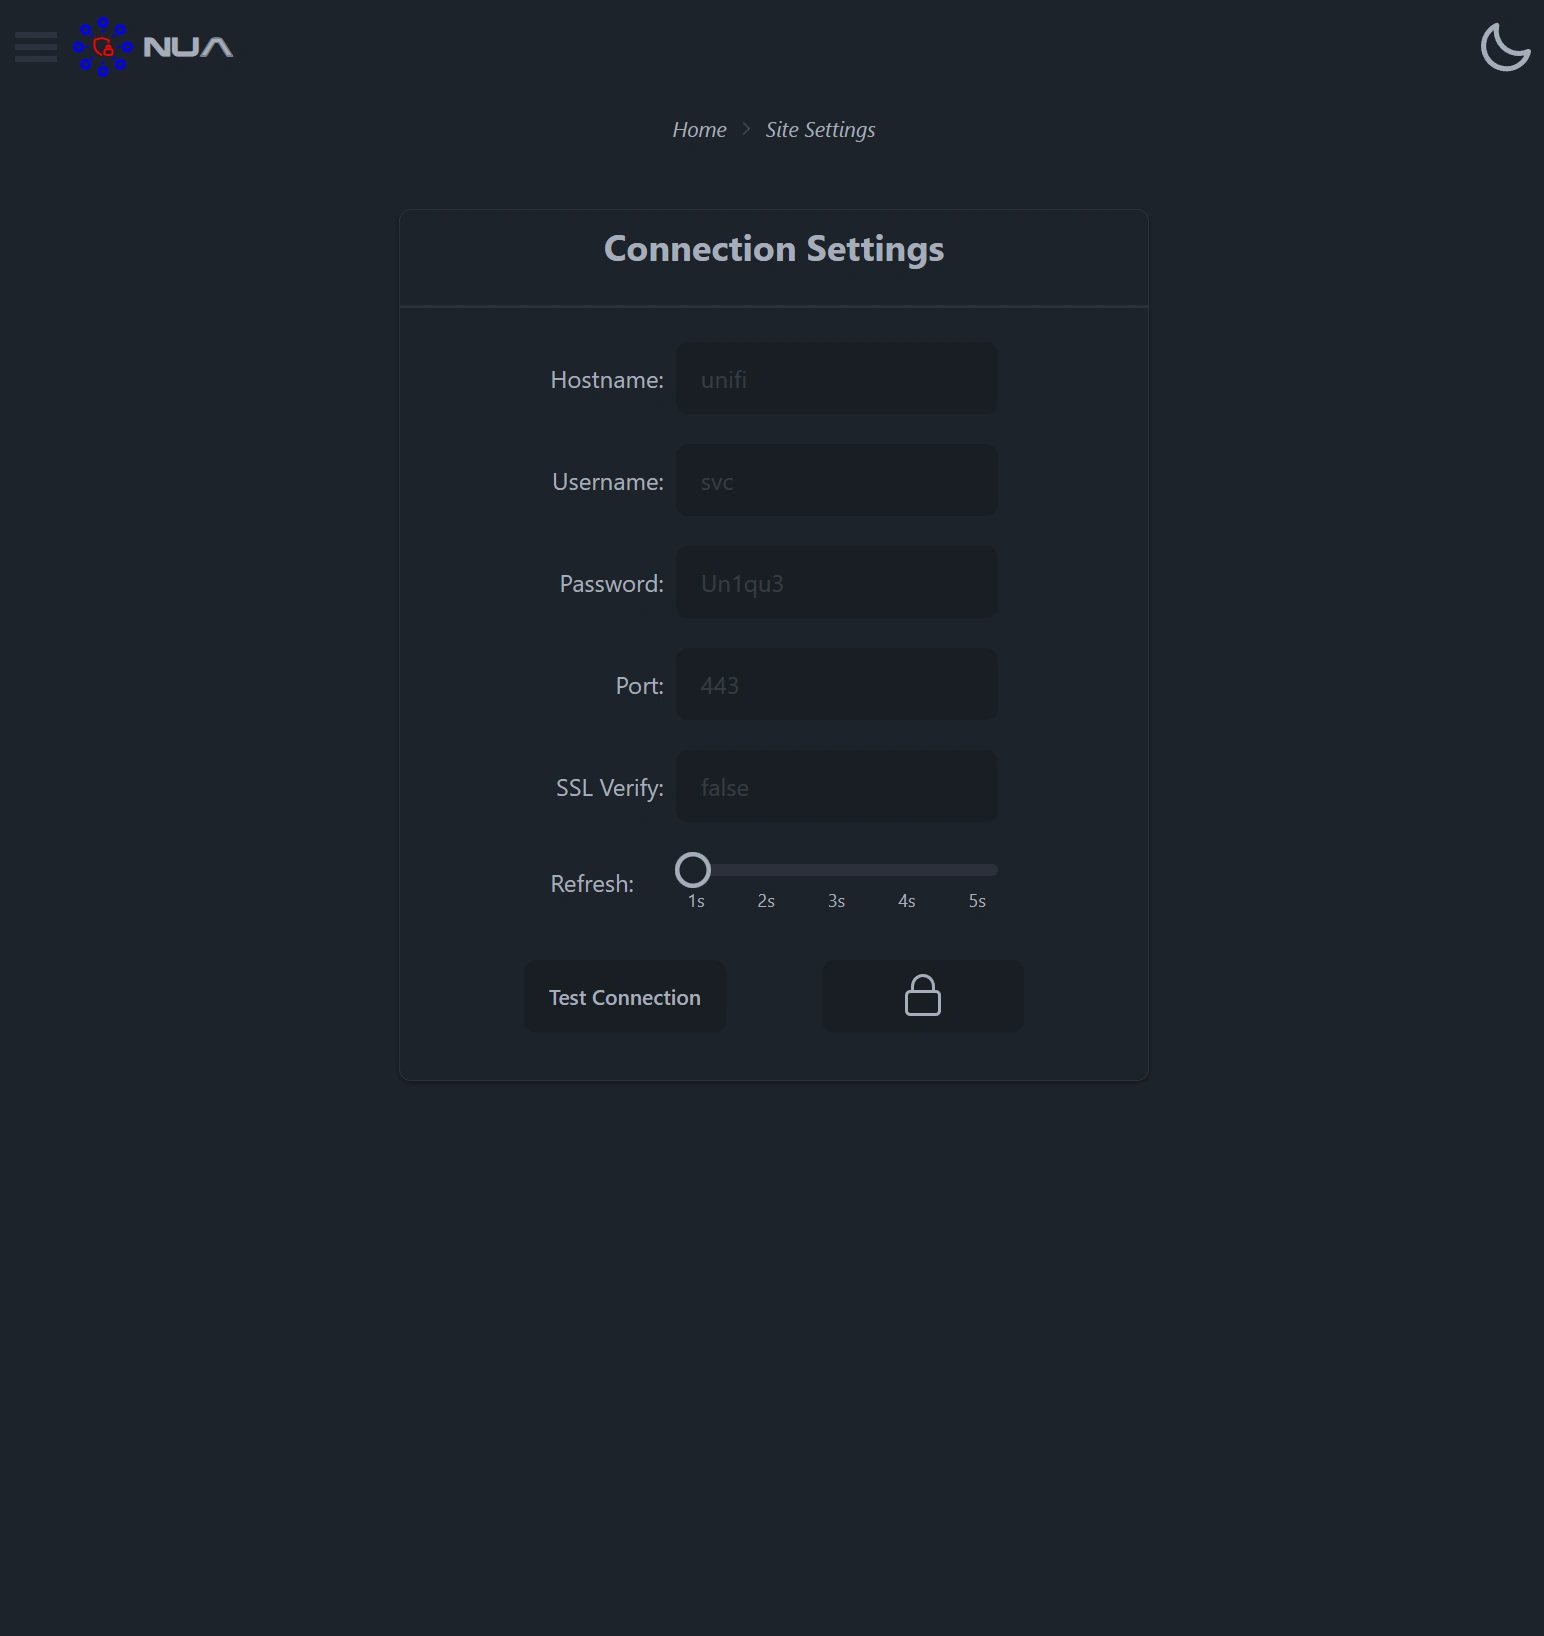 NUA
Home > Site Settings
Connection Settings
Hostname: unifi
Username: svc
Password: Un1qu3
Port: 443
SSL Verify: false
Refresh:
1s 2s 3s 4s 5s
Test Connection